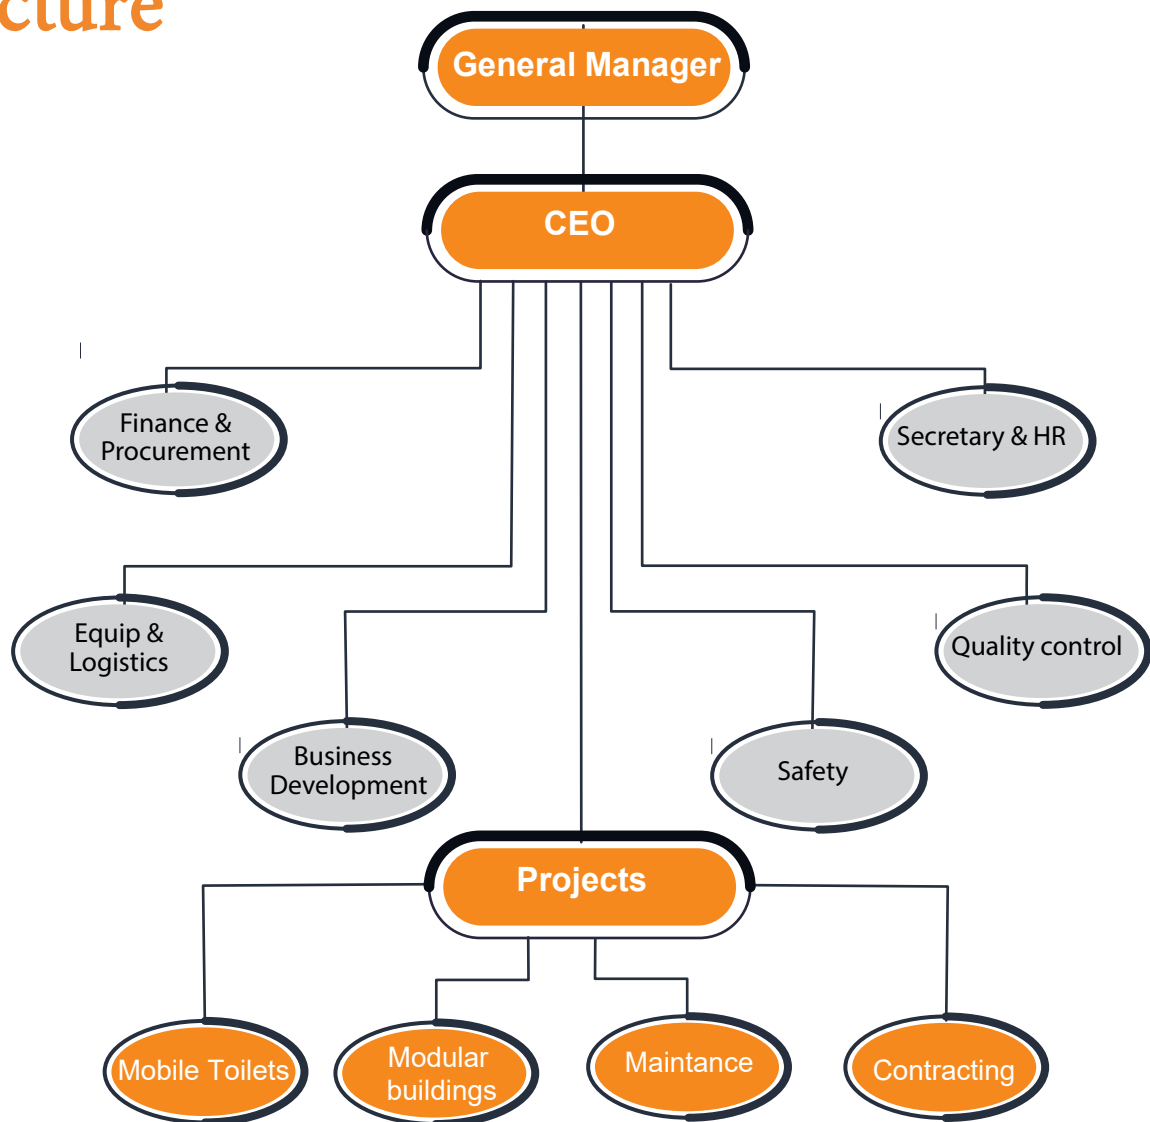 cture
General Manager
CEO
Finance &
Procurement
Secretary & HR
Equip &
Logistics
Quality control
Business
Development
Safety
Projects
Mobile Toilets
Modular
buildings
Maintance
Contracting